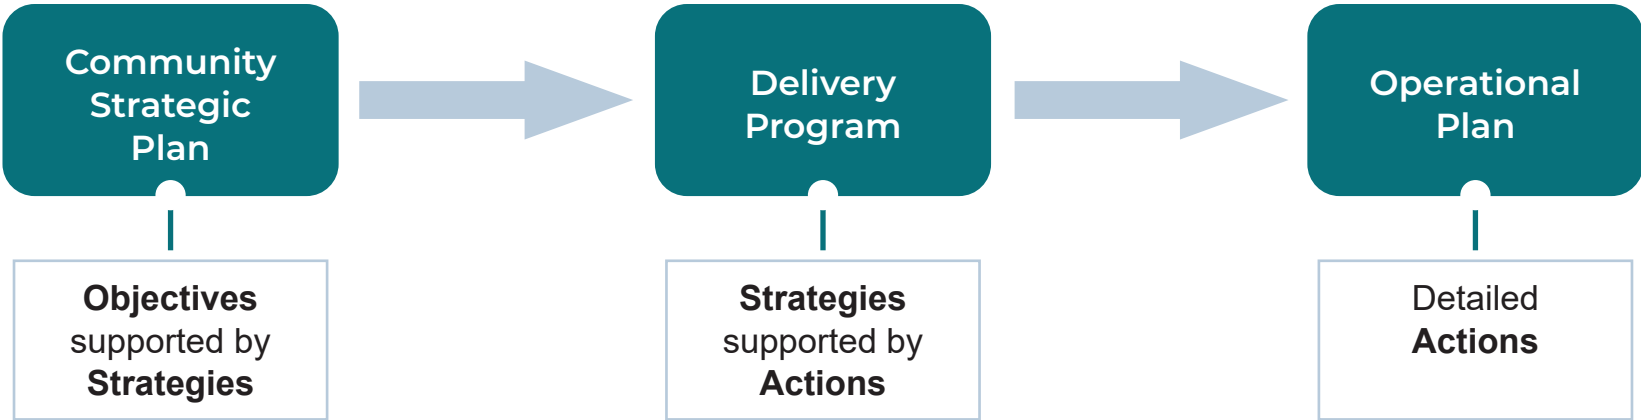 Community
Strategic
Plan
Delivery
Program
Operational
Plan
Objectives
supported by
Strategies
Strategies
supported by
Actions
Detailed
Actions